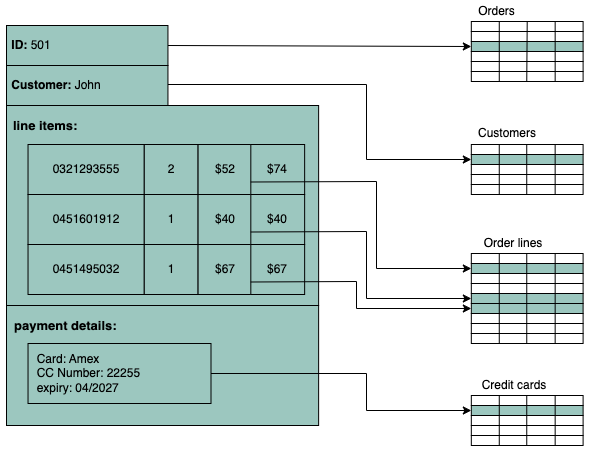 Orders
ID: 501
Customer: John
Customers
line items:
0321293555 2 $52 $74
0451601912 1 $40 $40
0451495032 1 $67 $67
Order lines
payment details:
Card: Amex
CC Number: 22255
expiry: 04/2027
Credit cards